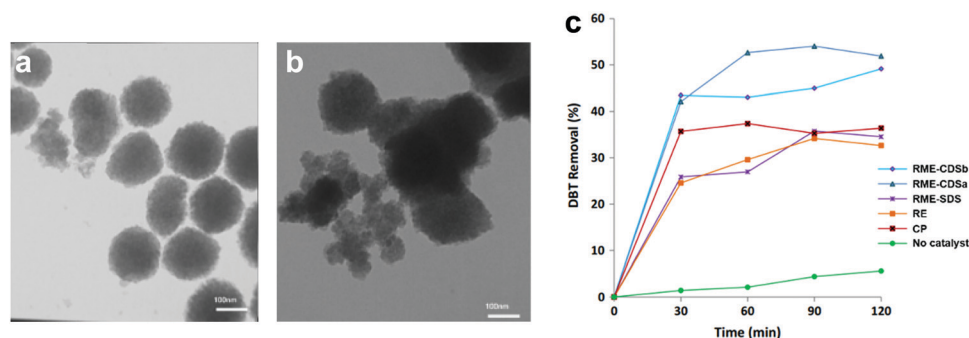 a
100nm
b
100nm
c
60
50
40
30
20
10
0
DBT Removal (%)
0 30 60 90 120
Time (min)
RME-CDSb
RME-CDSa
RME-SDS
RE
CP
No catalyst